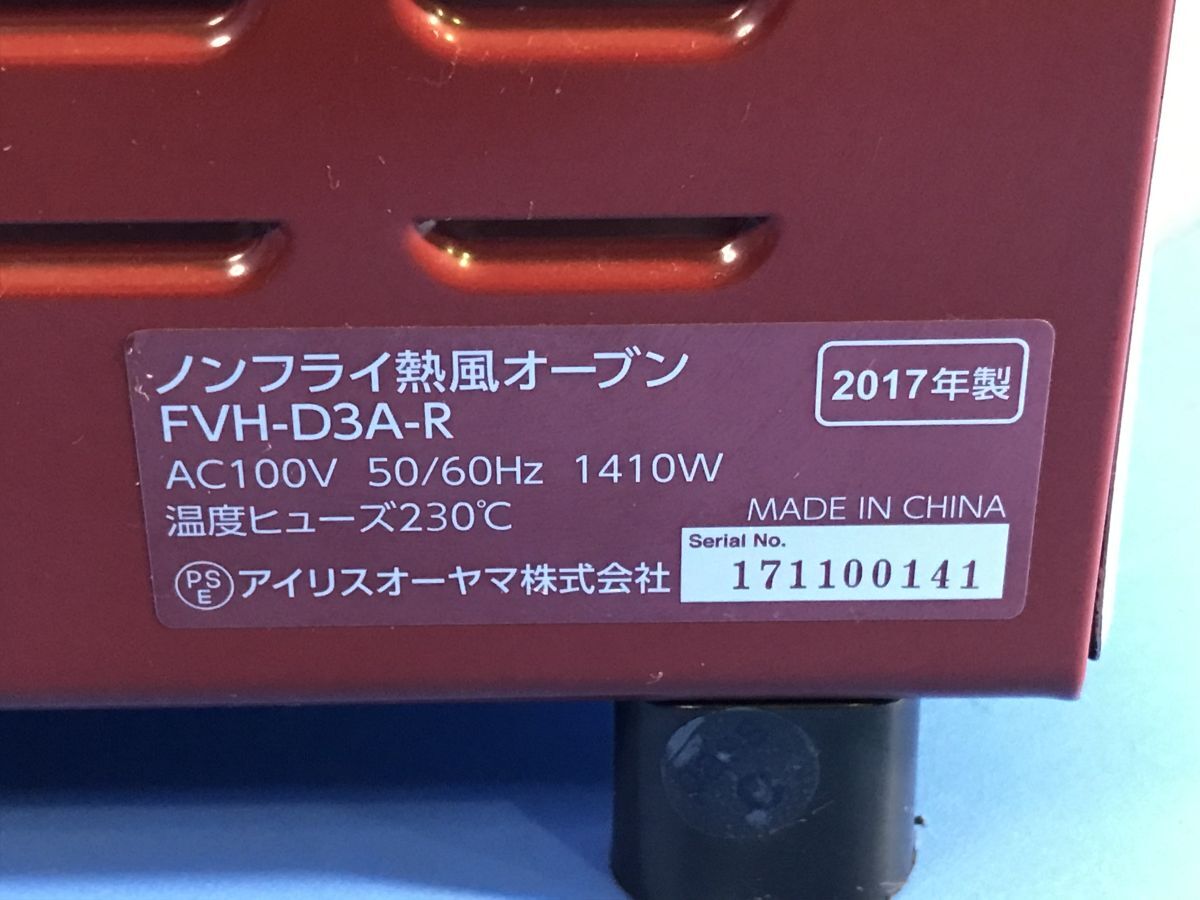 ノンフライ熱風オーブン
2017年製
FVH-D3A-R
AC100V 50/60Hz 1410W
温度ヒューズ230℃
MADE IN CHINA
Serial No.
171100141
PSE アイリスオーヤマ株式会社